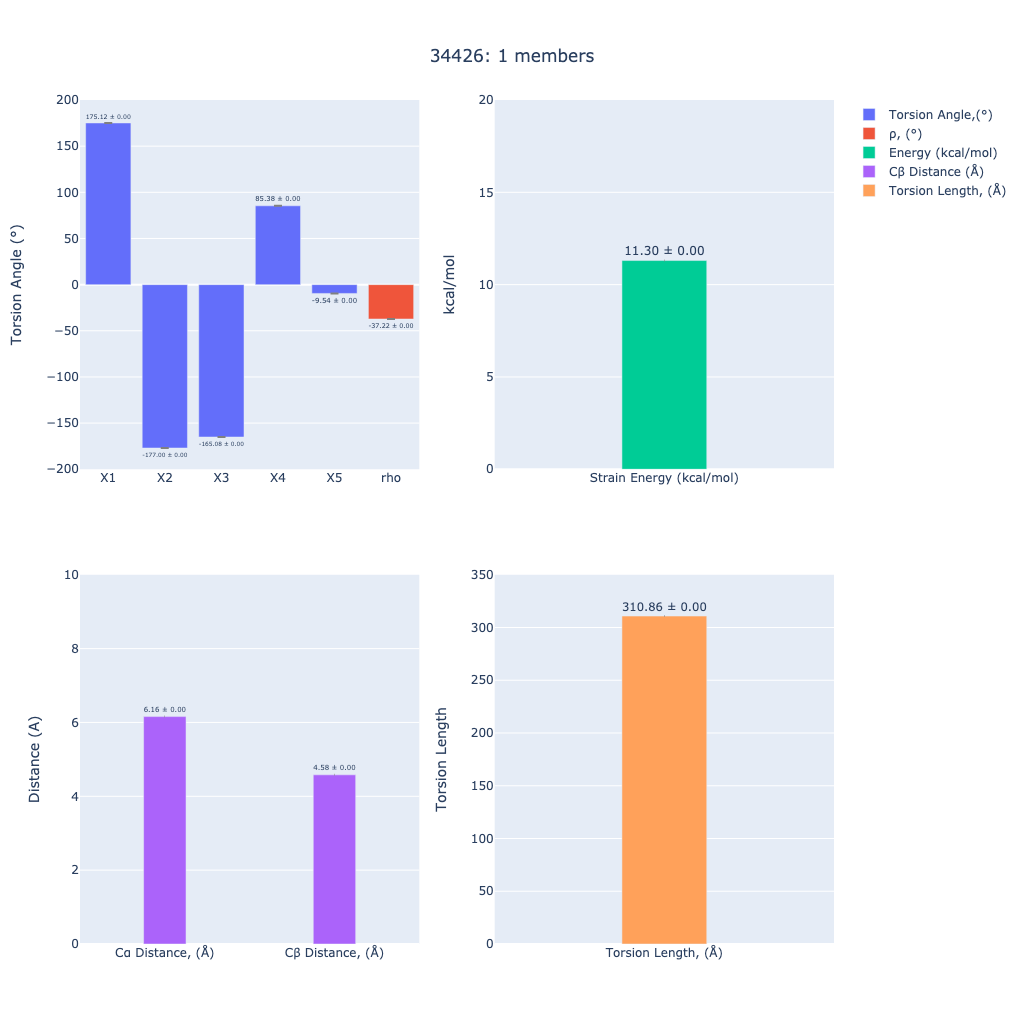 34426: 1 members
Torsion Angle (°)
200
150
100
50
0
−50
−100
−150
−200
175.12 ± 0.00
-177.00 ± 0.00
-165.08 ± 0.00
85.38 ± 0.00
-9.54 ± 0.00
-37.22 ± 0.00
X1 X2 X3 X4 X5 rho
kcal/mol
20
15
10
5
0
11.30 ± 0.00
Strain Energy (kcal/mol)
Torsion Angle,(°)
ρ, (°)
Energy (kcal/mol)
Cβ Distance (Å)
Torsion Length, (Å)
Distance (A)
10
8
6
4
2
0
6.16 ± 0.00
4.58 ± 0.00
Cα Distance, (Å) Cβ Distance, (Å)
Torsion Length
350
300
250
200
150
100
50
0
310.86 ± 0.00
Torsion Length, (Å)